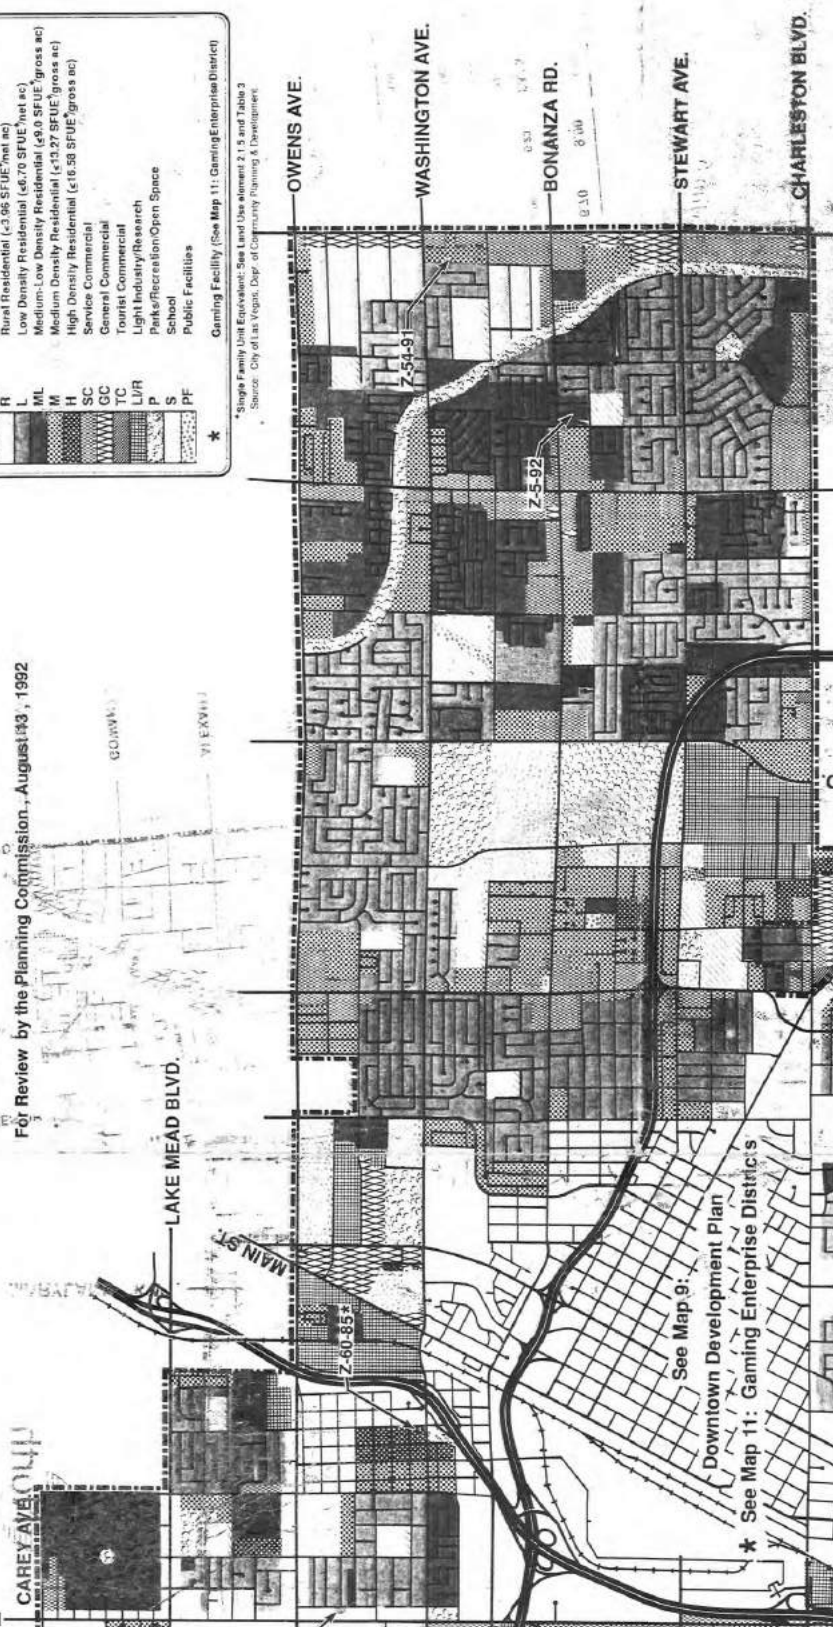 R Rural Residential (≤3.96 SFUE*/net ac)
L Low Density Residential (≤6.70 SFUE*/net ac)
ML Medium-Low Density Residential (≤9.0 SFUE*/gross ac)
M Medium Density Residential (≤13.27 SFUE*/gross ac)
H High Density Residential (≤16.58 SFUE*/gross ac)
SC Service Commercial
GC General Commercial
TC Tourist Commercial
LI/R Light Industry/Research
P Parks/Recreation/Open Space
S School
PF Public Facilities
★ Gaming Facility (See Map 11: Gaming Enterprise District)
*Single Family Unit Equivalent: See Land Use element 2.1.5 and Table 3
Source: City of Las Vegas, Dept. of Community Planning & Development
For Review by the Planning Commission, August 13, 1992
OWENS AVE.
WASHINGTON AVE.
BONANZA RD.
STEWART AVE.
CHARLESTON BLVD.
Z-54-91
Z-5-92
LAKE MEAD BLVD.
MAIN ST.
CAREY AVE.
Z-60-85*
See Map 9:
Downtown Development Plan
★ See Map 11: Gaming Enterprise Districts